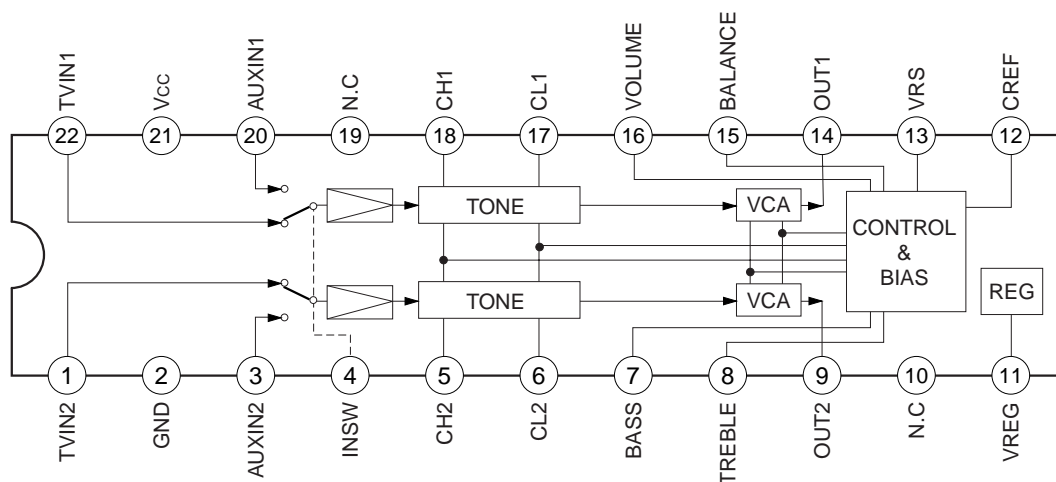 TVIN1
Vcc
AUXIN1
N.C
CH1
CL1
VOLUME
BALANCE
OUT1
VRS
CREF
22
21
20
19
18
17
16
15
14
13
12
TONE
VCA
CONTROL
&
BIAS
TONE
VCA
REG
1
2
3
4
5
6
7
8
9
10
11
TVIN2
GND
AUXIN2
INSW
CH2
CL2
BASS
TREBLE
OUT2
N.C
VREG